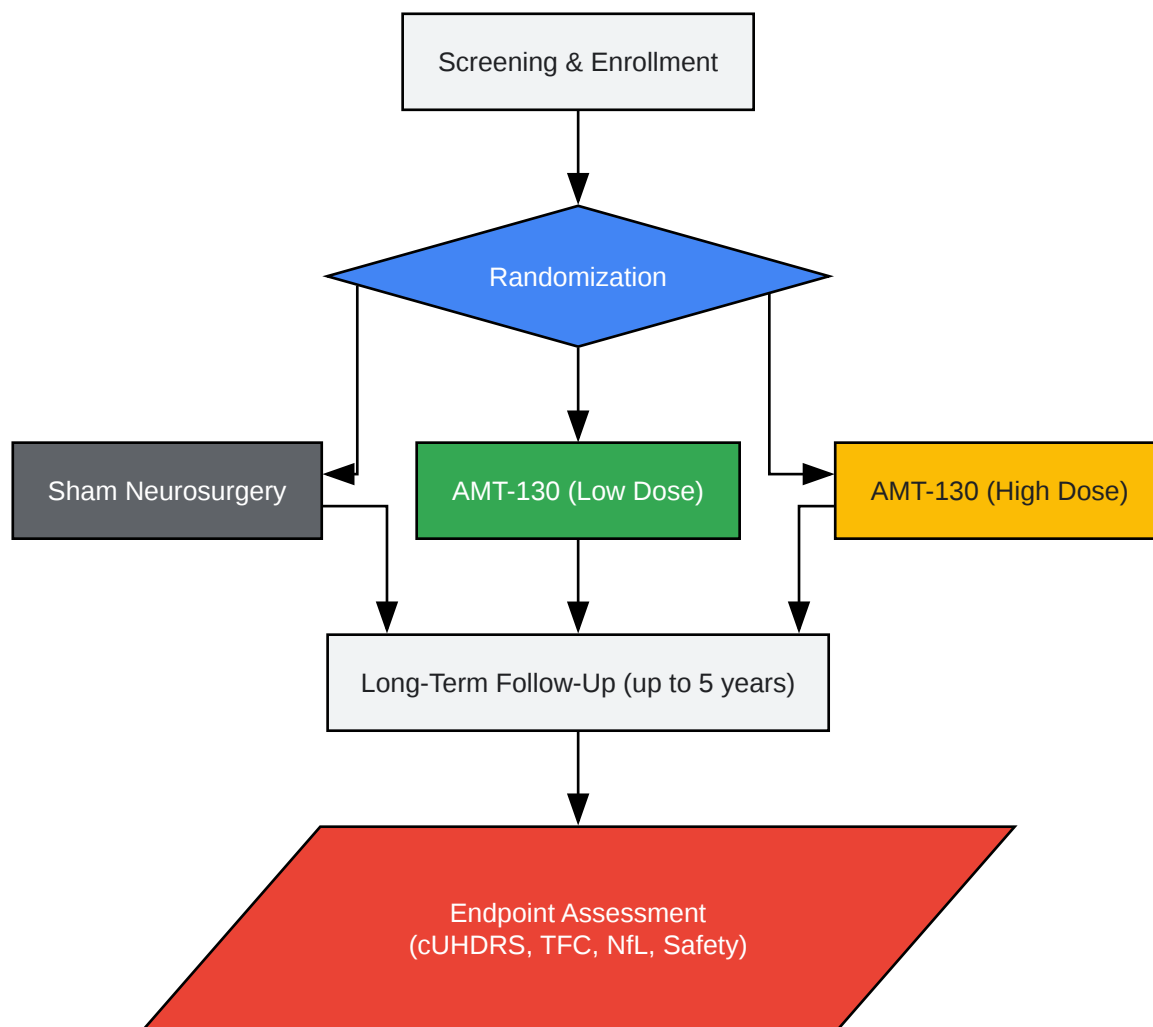 Screening & Enrollment
Randomization
Sham Neurosurgery
AMT-130 (Low Dose)
AMT-130 (High Dose)
Long-Term Follow-Up (up to 5 years)
Endpoint Assessment
(cUHDRS, TFC, NfL, Safety)